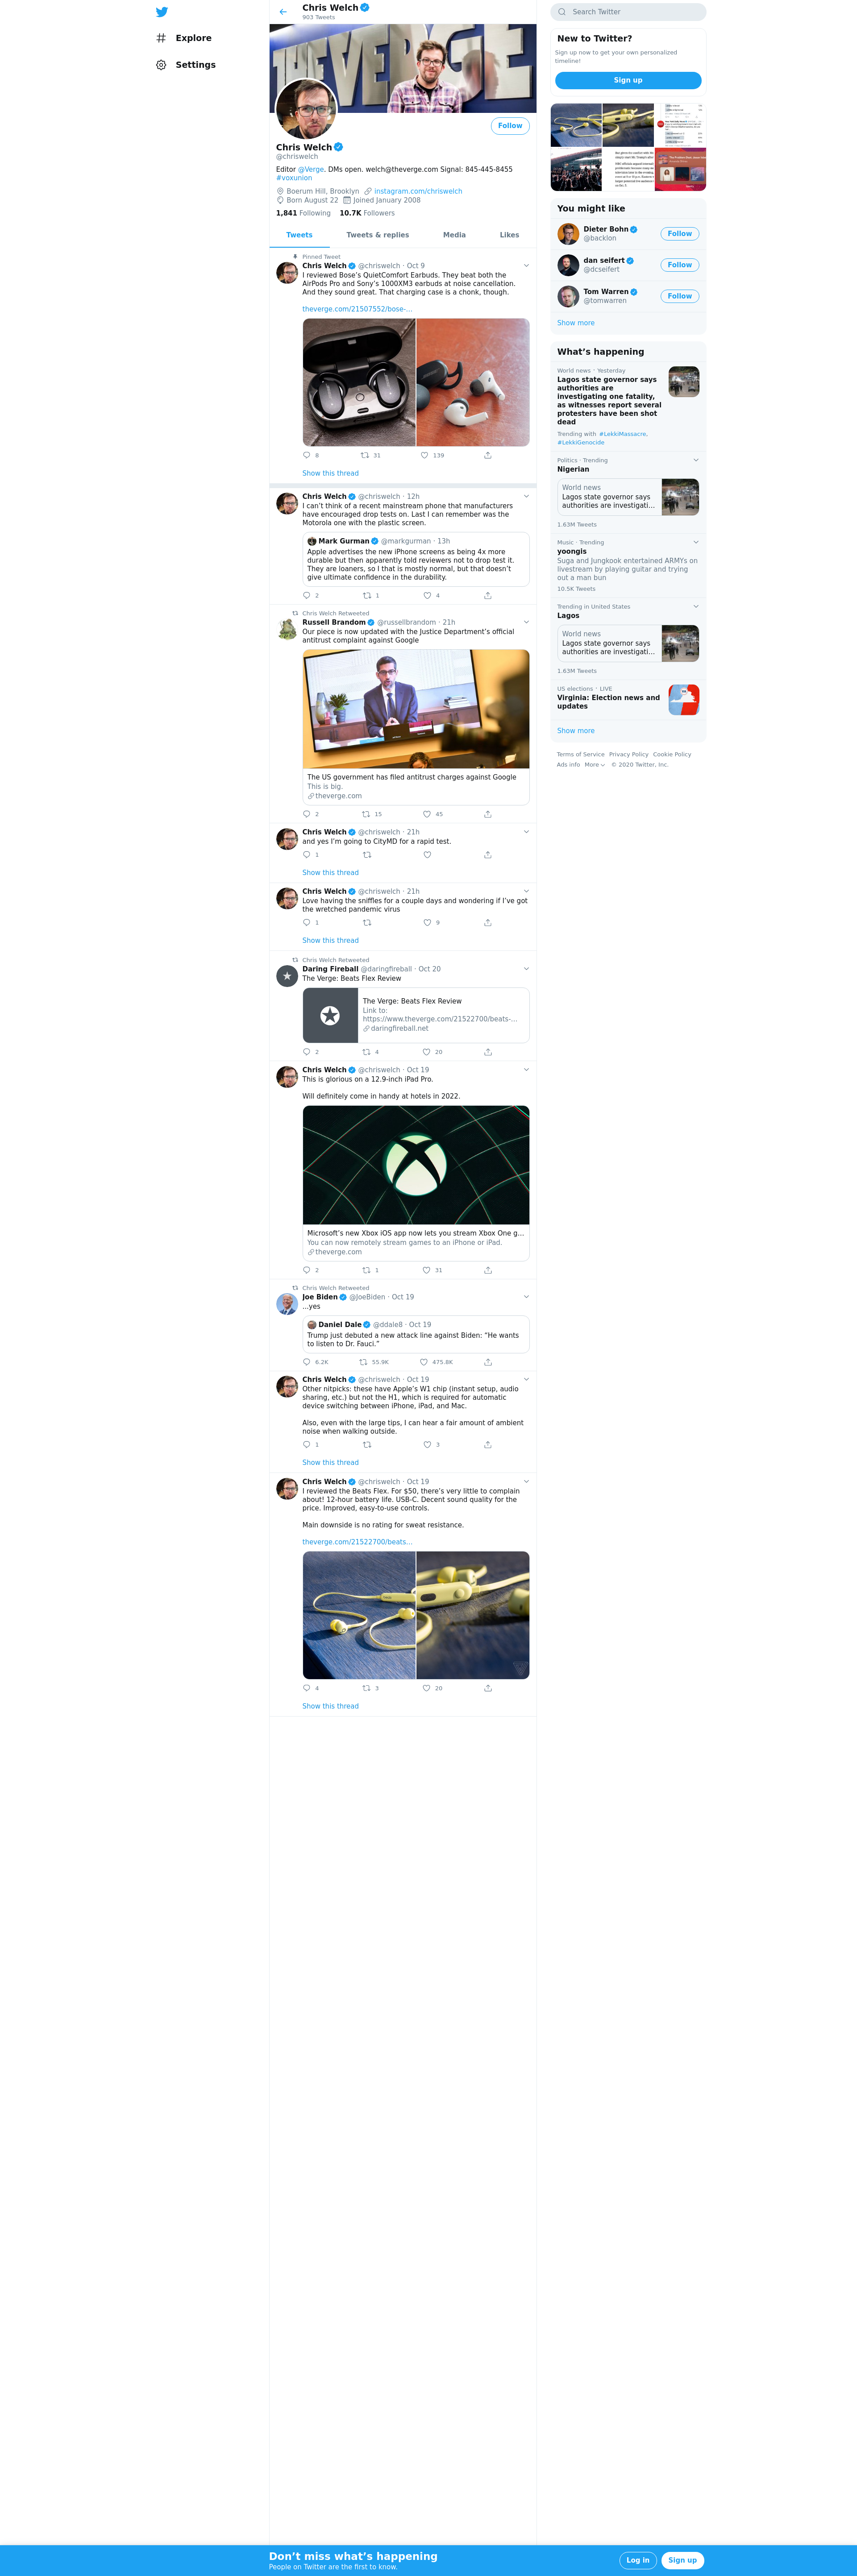 Explore
Settings
Chris Welch
903 Tweets
THE VERGE
Follow
Chris Welch
@chriswelch
Editor @Verge. DMs open. welch@theverge.com Signal: 845-445-8455
#voxunion
Boerum Hill, Brooklyn instagram.com/chriswelch
Born August 22 Joined January 2008
1,841 Following 10.7K Followers
Tweets Tweets & replies Media Likes
Pinned Tweet
Chris Welch @chriswelch · Oct 9
I reviewed Bose's QuietComfort Earbuds. They beat both the
AirPods Pro and Sony's 1000XM3 earbuds at noise cancellation.
And they sound great. That charging case is a chonk, though.
theverge.com/21507552/bose-…
8 31 139
Show this thread
Chris Welch @chriswelch · 12h
I can't think of a recent mainstream phone that manufacturers
have encouraged drop tests on. Last I can remember was the
Motorola one with the plastic screen.
Mark Gurman @markgurman · 13h
Apple advertises the new iPhone screens as being 4x more
durable but then apparently told reviewers not to drop test it.
They are loaners, so I think this is mostly normal, but that doesn't
give ultimate confidence in the durability.
2 1 4
Chris Welch Retweeted
Russell Brandom @russellbrandom · 21h
Our piece is now updated with the Justice Department's official
antitrust complaint against Google
The US government has filed antitrust charges against Google
This is big.
theverge.com
2 15 45
Chris Welch @chriswelch · 21h
and yes I'm going to CityMD for a rapid test.
1
Show this thread
Chris Welch @chriswelch · 21h
Love having the sniffles for a couple days and wondering if I've got
the wretched pandemic virus
1 9
Show this thread
Chris Welch Retweeted
Daring Fireball @daringfireball · Oct 20
The Verge: Beats Flex Review
The Verge: Beats Flex Review
Link to:
https://www.theverge.com/21522700/beats-…
daringfireball.net
2 4 20
Chris Welch @chriswelch · Oct 19
This is glorious on a 12.9-inch iPad Pro.
Will definitely come in handy at hotels in 2022.
Microsoft's new Xbox iOS app now lets you stream Xbox One g…
You can now remotely stream games to an iPhone or iPad.
theverge.com
2 1 31
Chris Welch Retweeted
Joe Biden @JoeBiden · Oct 19
…yes
Daniel Dale @ddale8 · Oct 19
Trump just debuted a new attack line against Biden: "He wants
to listen to Dr. Fauci."
6.2K 55.9K 475.8K
Chris Welch @chriswelch · Oct 19
Other nitpicks: these have Apple's W1 chip (instant setup, audio
sharing, etc.) but not the H1, which is required for automatic
device switching between iPhone, iPad, and Mac.
Also, even with the large tips, I can hear a fair amount of ambient
noise when walking outside.
1 3
Show this thread
Chris Welch @chriswelch · Oct 19
I reviewed the Beats Flex. For $50, there's very little to complain
about! 12-hour battery life. USB-C. Decent sound quality for the
price. Improved, easy-to-use controls.
Main downside is no rating for sweat resistance.
theverge.com/21522700/beats…
4 3 20
Show this thread
Search Twitter
New to Twitter?
Sign up now to get your own personalized
timeline!
Sign up
You might like
Dieter Bohn
@backlon
Follow
dan seifert
@dcseifert
Follow
Tom Warren
@tomwarren
Follow
Show more
What's happening
World news · Yesterday
Lagos state governor says
authorities are
investigating one fatality,
as witnesses report several
protesters have been shot
dead
Trending with #LekkiMassacre,
#LekkiGenocide
Politics · Trending
Nigerian
World news
Lagos state governor says
authorities are investigati…
1.63M Tweets
Music · Trending
yoongis
Suga and Jungkook entertained ARMYs on
livestream by playing guitar and trying
out a man bun
10.5K Tweets
Trending in United States
Lagos
World news
Lagos state governor says
authorities are investigati…
1.63M Tweets
US elections · LIVE
Virginia: Election news and
updates
Show more
Terms of Service Privacy Policy Cookie Policy
Ads info More © 2020 Twitter, Inc.
Don't miss what's happening
People on Twitter are the first to know.
Log in Sign up